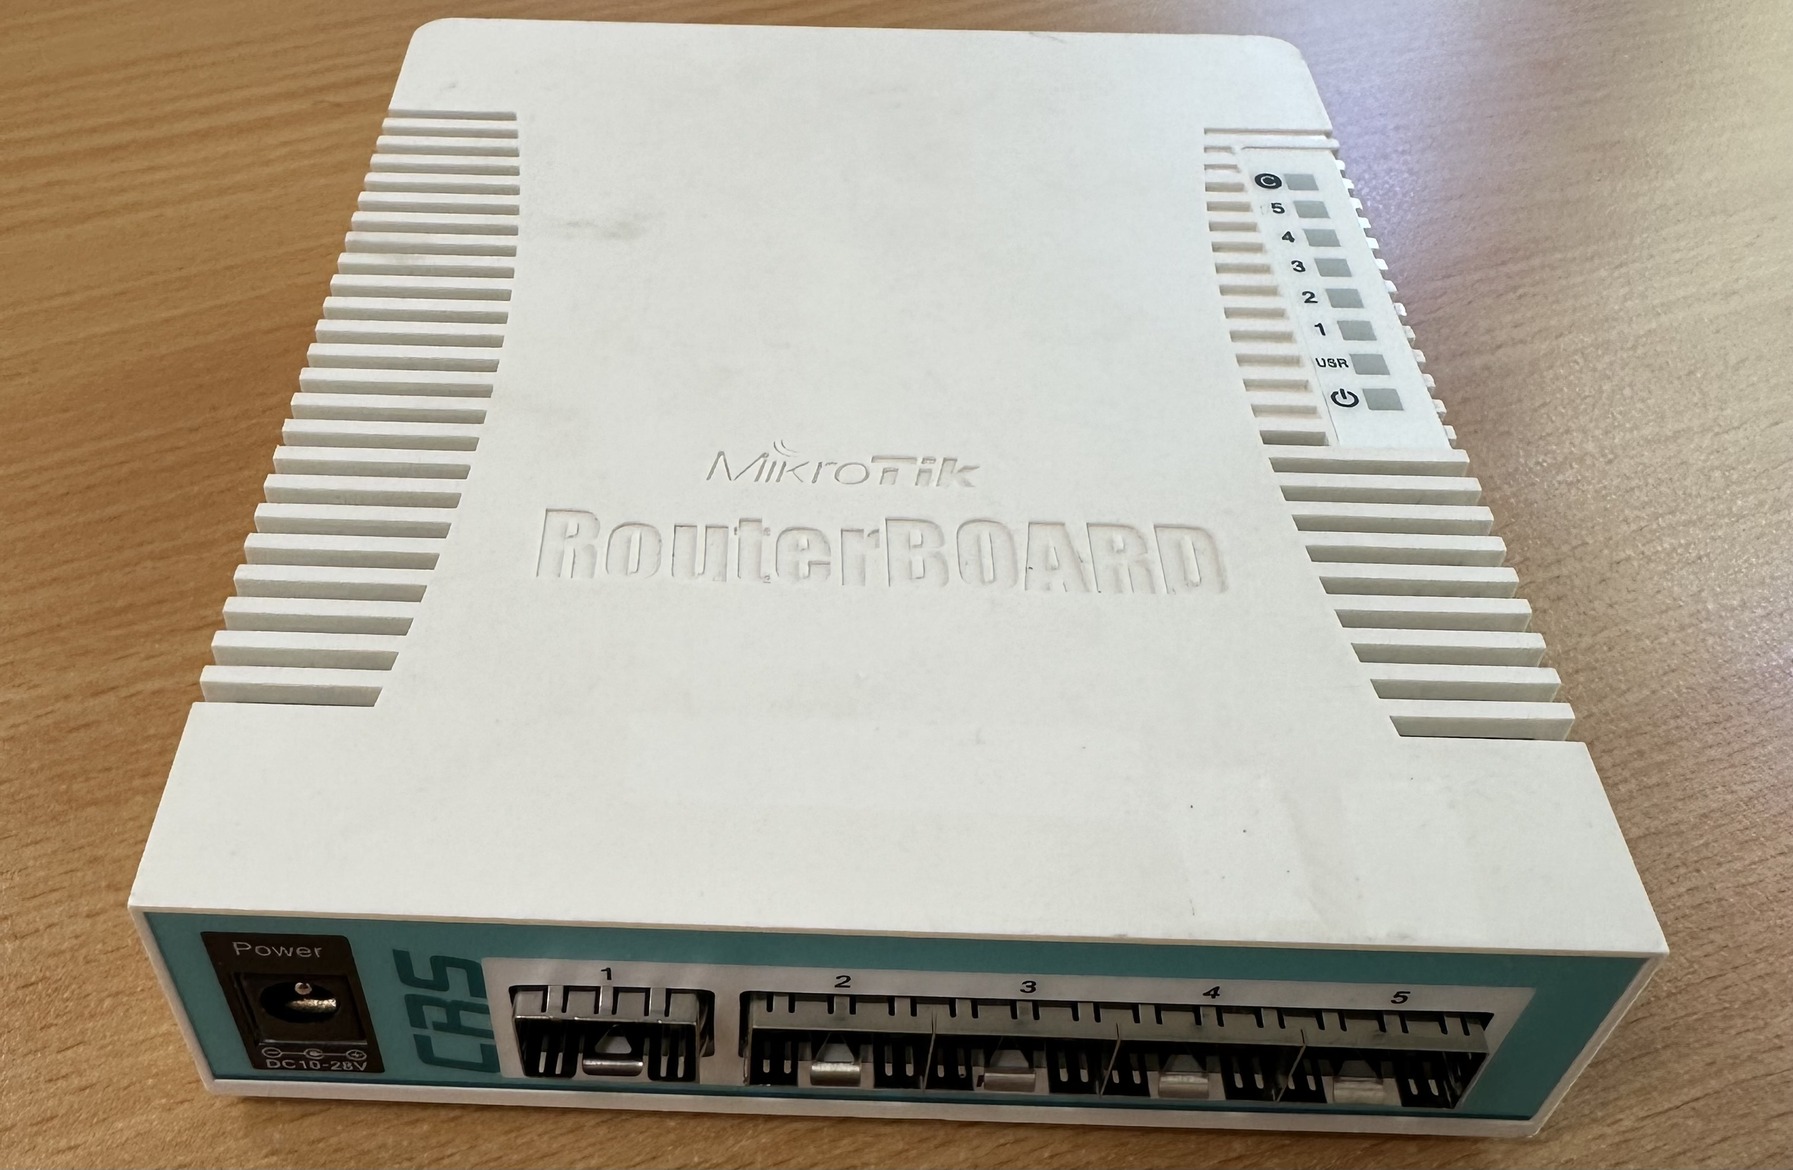 ©
5
4
3
2
1
USR
MikroTik
RouterBOARD
Power
DC10-28V
CRS
1
2
3
4
5